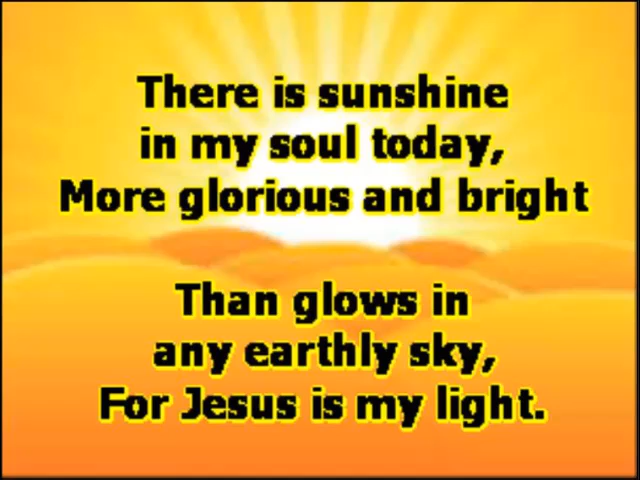 There is sunshine
in my soul today,
More glorious and bright
Than glows in
any earthly sky,
For Jesus is my light.